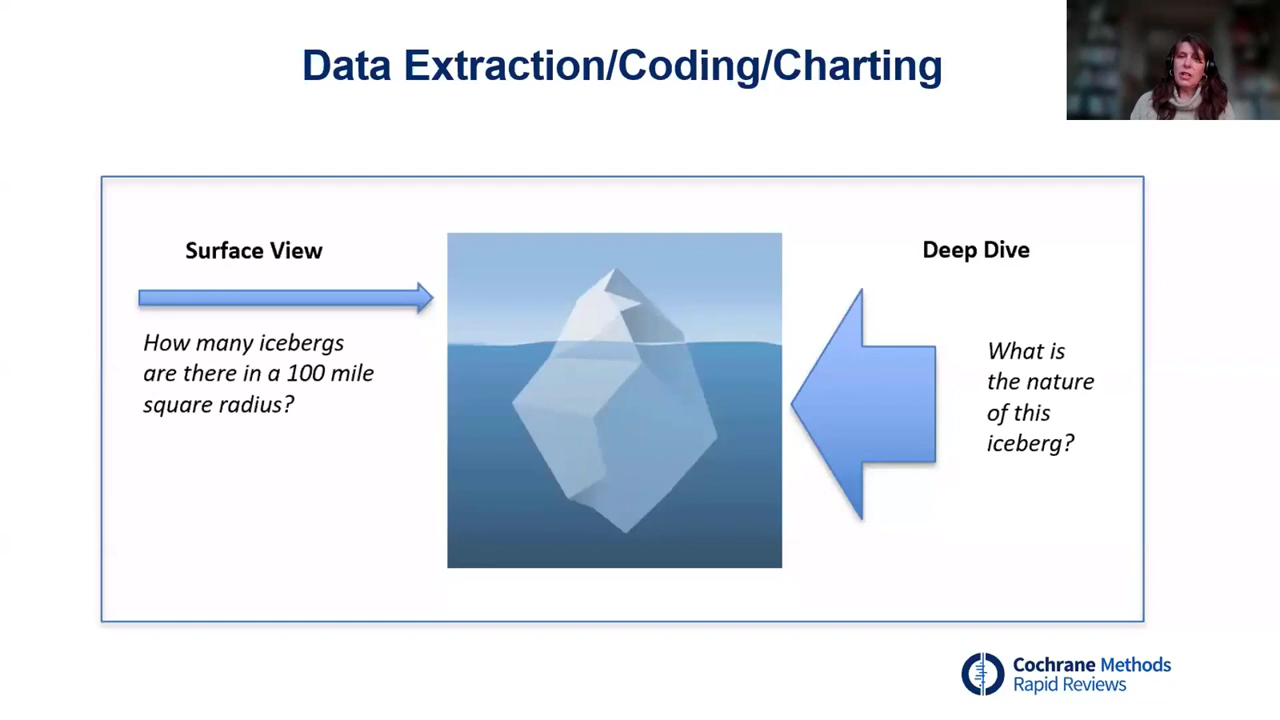 Data Extraction/Coding/Charting
Surface View
How many icebergs
are there in a 100 mile
square radius?
Deep Dive
What is
the nature
of this
iceberg?
Cochrane Methods
Rapid Reviews